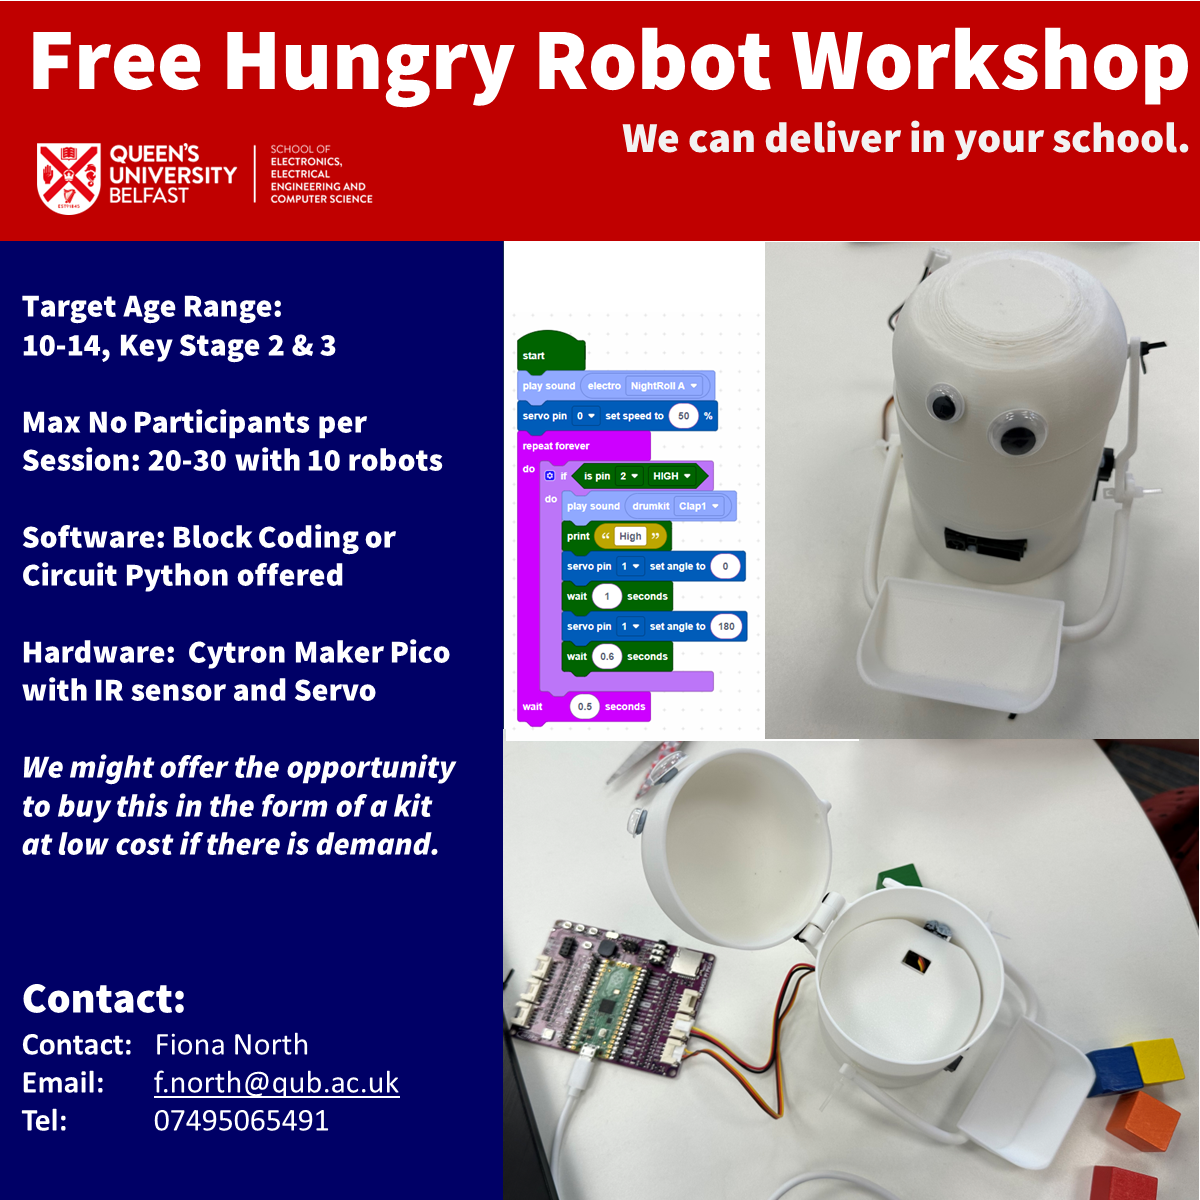 Free Hungry Robot Workshop
We can deliver in your school.
QUEEN'S
UNIVERSITY
BELFAST
ESTD 1845
SCHOOL OF
ELECTRONICS,
ELECTRICAL
ENGINEERING AND
COMPUTER SCIENCE
Target Age Range:
10-14, Key Stage 2 & 3
Max No Participants per
Session: 20-30 with 10 robots
Software: Block Coding or
Circuit Python offered
Hardware:  Cytron Maker Pico
with IR sensor and Servo
We might offer the opportunity
to buy this in the form of a kit
at low cost if there is demand.
Contact:
Contact: Fiona North
Email: f.north@qub.ac.uk
Tel: 07495065491
start
play sound electro NightRoll A
servo pin 0 set speed to 50 %
repeat forever
do if is pin 2 HIGH
do play sound drumkit Clap1
print “ High ”
servo pin 1 set angle to 0
wait 1 seconds
servo pin 1 set angle to 180
wait 0.6 seconds
wait 0.5 seconds